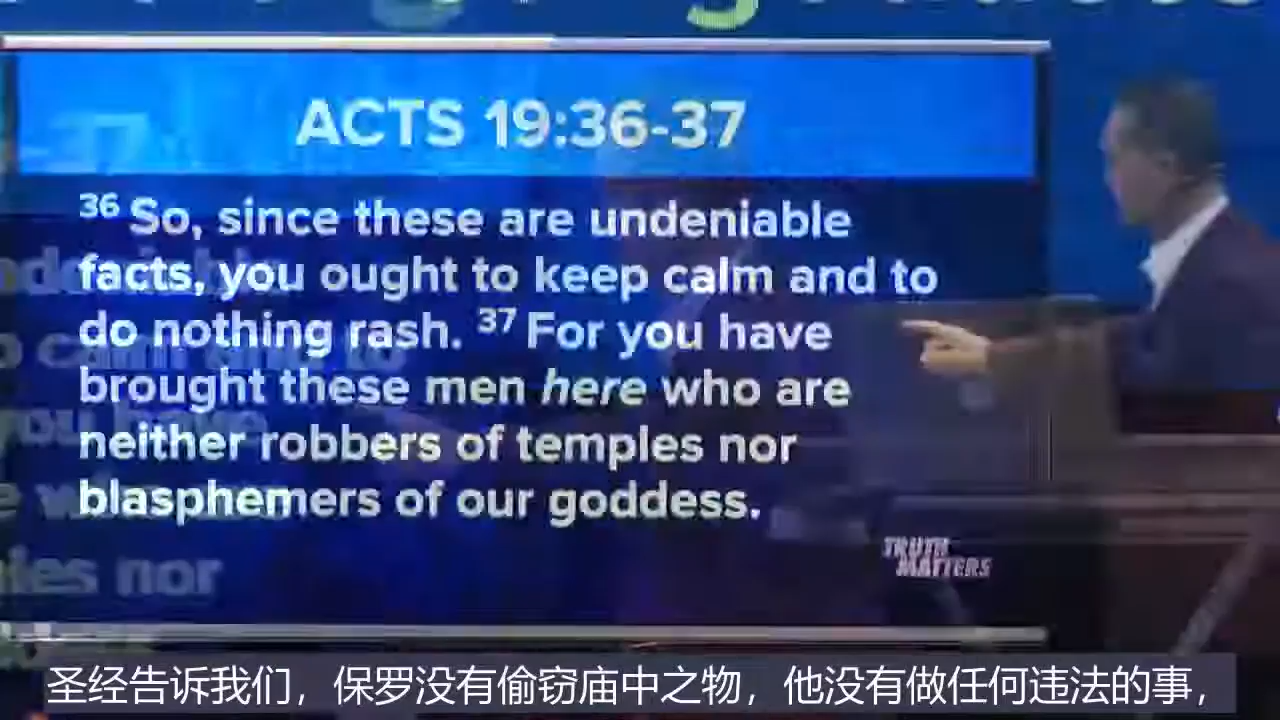 ACTS 19:36-37
36 So, since these are undeniable
facts, you ought to keep calm and to
do nothing rash. 37 For you have
brought these men here who are
neither robbers of temples nor
blasphemers of our goddess.
nor
TRUTH
MATTERS
圣经告诉我们，保罗没有偷窃庙中之物，他没有做任何违法的事，